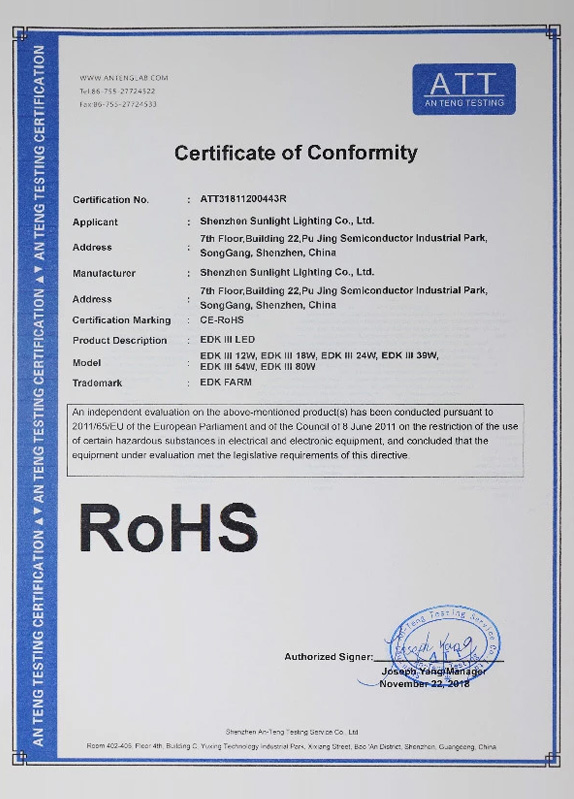 WWW.ANTENGLAB.COM
Tel:86-755-27724522
Fax:86-755-27724533
ATT
AN TENG TESTING
Certificate of Conformity
Certification No. : ATT31811200443R
Applicant : Shenzhen Sunlight Lighting Co., Ltd.
Address : 7th Floor,Building 22,Pu Jing Semiconductor Industrial Park,
SongGang, Shenzhen, China
Manufacturer : Shenzhen Sunlight Lighting Co., Ltd.
Address : 7th Floor,Building 22,Pu Jing Semiconductor Industrial Park,
SongGang, Shenzhen, China
Certification Marking : CE-RoHS
Product Description : EDK III LED
Model : EDK III 12W, EDK III 18W, EDK III 24W, EDK III 39W,
EDK III 54W, EDK III 80W
Trademark : EDK FARM
An independent evaluation on the above-mentioned product(s) has been conducted pursuant to
2011/65/EU of the European Parliament and of the Council of 8 June 2011 on the restriction of the use
of certain hazardous substances in electrical and electronic equipment, and concluded that the
equipment under evaluation met the legislative requirements of this directive.
RoHS
Authorized Signer:
Joseph Yang
Joseph Yang/Manager
November 22, 2018
Shenzhen An-Teng Testing Service Co., Ltd
Room 402-405, Floor 4th, Building C, Yuxing Technology Industrial Park, Xixiang Street, Bao 'An District, Shenzhen, Guangdong, China
AN TENG TESTING CERTIFICATION ▲▼ AN TENG TESTING CERTIFICATION ▲▼ AN TENG TESTING CERTIFICATION